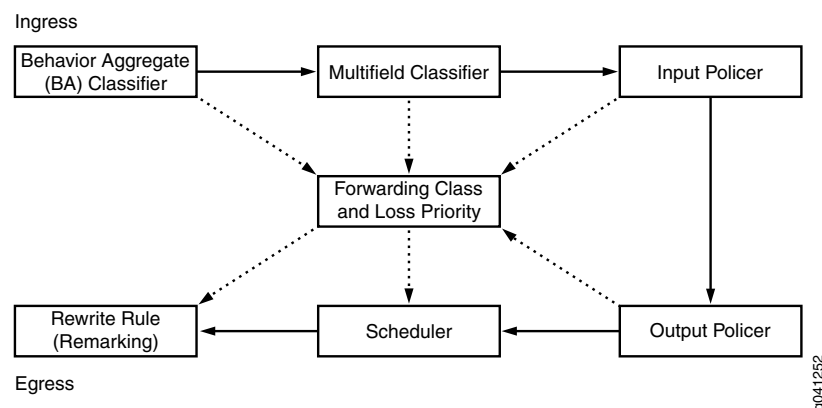 Ingress
Behavior Aggregate
(BA) Classifier
Multifield Classifier
Input Policer
Forwarding Class
and Loss Priority
Rewrite Rule
(Remarking)
Scheduler
Output Policer
Egress
g041252